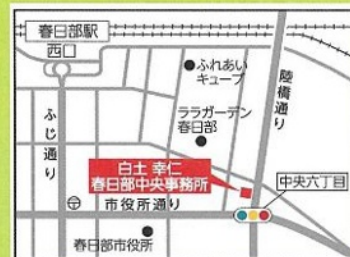 春日部駅
西口
ふれあい
キューブ
陸橋通り
ふじ通り
ララガーデン
春日部
白土 幸仁
春日部中央事務所
中央六丁目
〶
市役所通り
春日部市役所